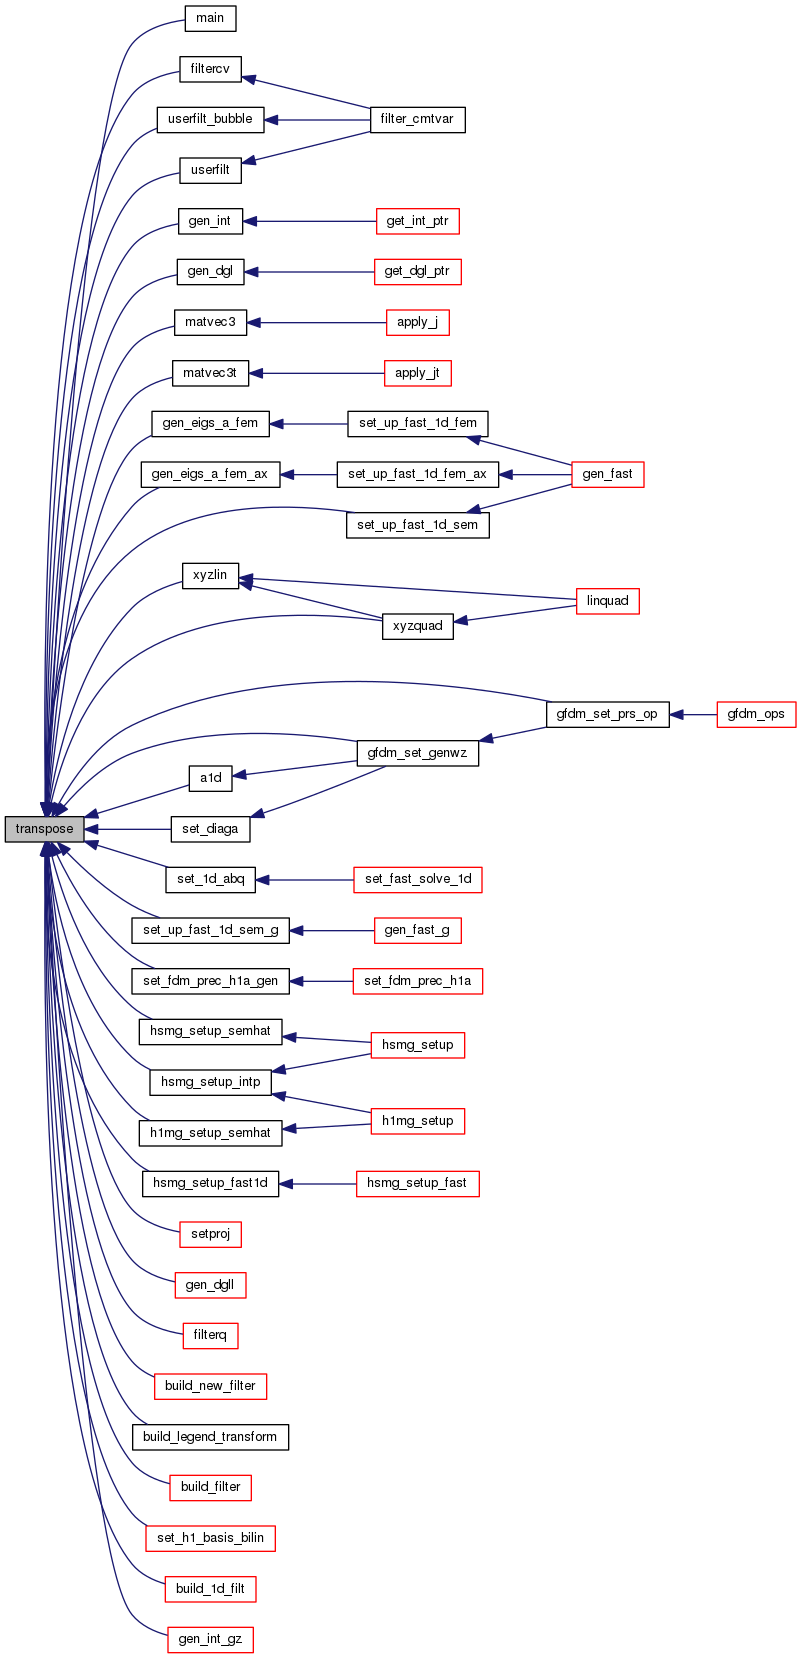 main
filtercv
userfilt_bubble
filter_cmtvar
userfilt
gen_int
get_int_ptr
gen_dgl
get_dgl_ptr
matvec3
apply_j
matvec3t
apply_jt
gen_eigs_a_fem
set_up_fast_1d_fem
gen_eigs_a_fem_ax
set_up_fast_1d_fem_ax
gen_fast
set_up_fast_1d_sem
xyzlin
linquad
xyzquad
gfdm_set_prs_op
gfdm_ops
gfdm_set_genwz
a1d
transpose
set_diaga
set_1d_abq
set_fast_solve_1d
set_up_fast_1d_sem_g
gen_fast_g
set_fdm_prec_h1a_gen
set_fdm_prec_h1a
hsmg_setup_semhat
hsmg_setup
hsmg_setup_intp
h1mg_setup
h1mg_setup_semhat
hsmg_setup_fast1d
hsmg_setup_fast
setproj
gen_dgll
filterq
build_new_filter
build_legend_transform
build_filter
set_h1_basis_bilin
build_1d_filt
gen_int_gz